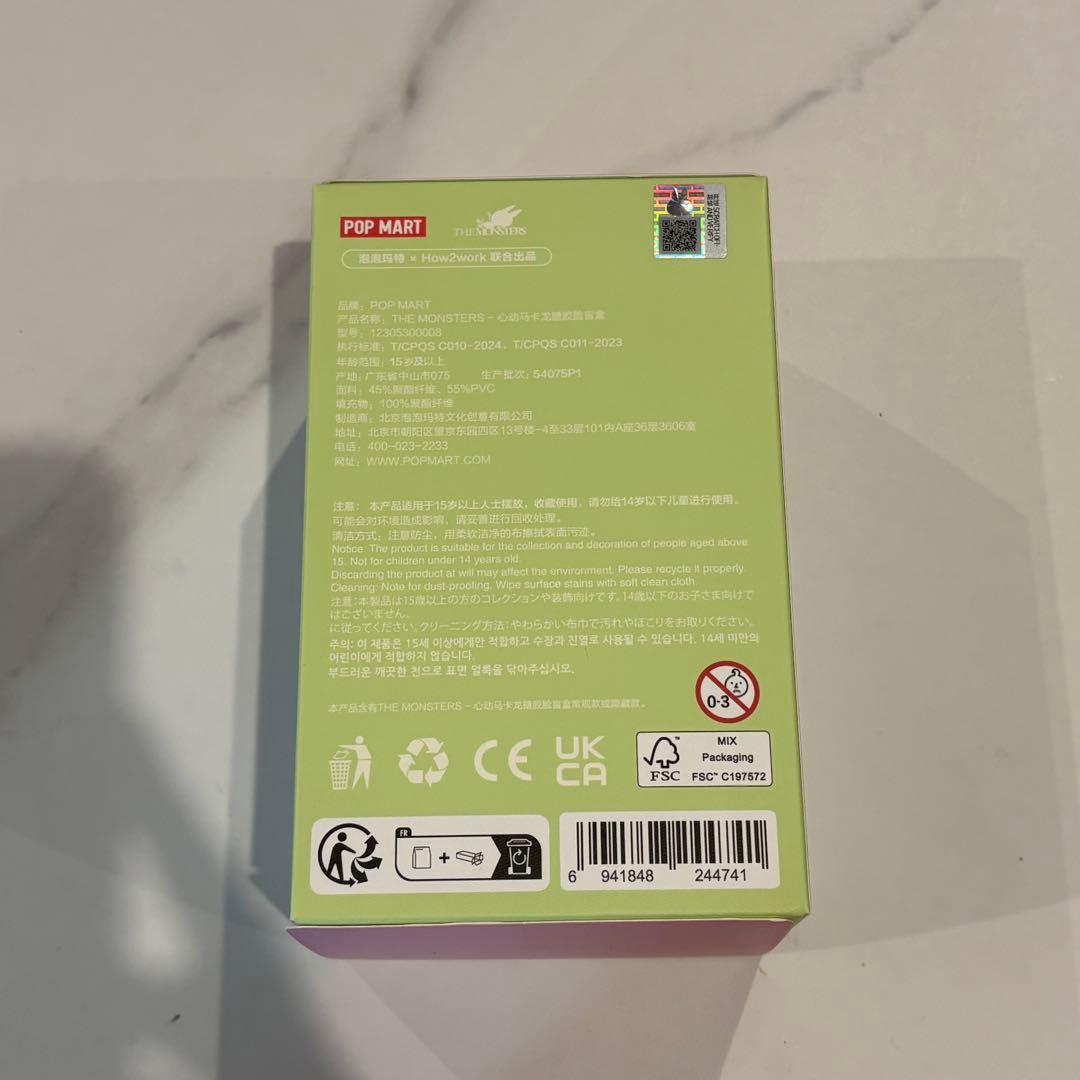 POP MART
THE MONSTERS
泡泡玛特 × How2work 联合出品
开窗 SCRATCH OFF
揭验 AND VERIFY
品牌：POP MART
产品名称：THE MONSTERS – 心动马卡龙搪胶脸盲盒
型号：12305300008
执行标准：T/CPQS C010-2024、T/CPQS C011-2023
年龄范围：15岁及以上
产地：广东省中山市075 生产批次：54075P1
面料：45%聚酯纤维、55%PVC
填充物：100%聚酯纤维
制造商：北京泡泡玛特文化创意有限公司
地址：北京市朝阳区望京东园四区13号楼-4至33层101内A座36层3606室
电话：400-023-2233
网址：WWW.POPMART.COM
注意：本产品适用于15岁以上人士摆放，收藏使用，请勿给14岁以下儿童进行使用。
可能会对环境造成影响，请妥善进行回收处理。
清洁方式：注意防尘，用柔软洁净的布擦拭表面污迹。
Notice: The product is suitable for the collection and decoration of people aged above
15. Not for children under 14 years old.
Discarding the product at will may affect the environment. Please recycle it properly.
Cleaning: Note for dust-proofing. Wipe surface stains with soft clean cloth.
注意：本製品は15歳以上の方のコレクションや装飾向けです。14歳以下のお子さま向けで
はございません。
に従ってください。クリーニング方法：やわらかい布巾で汚れやほこりをお取りください。
주의: 이 제품은 15세 이상에게만 적합하고 수장과 진열로 사용될 수 있습니다. 14세 미만의
어린이에게 적합하지 않습니다.
부드러운 깨끗한 천으로 표면 얼룩을 닦아주십시오.
0-3
本产品含有THE MONSTERS – 心动马卡龙搪胶脸盲盒常规款或隐藏款。
CE
UK
CA
FSC
MIX
Packaging
FSC™ C197572
FR
+
6 941848 244741